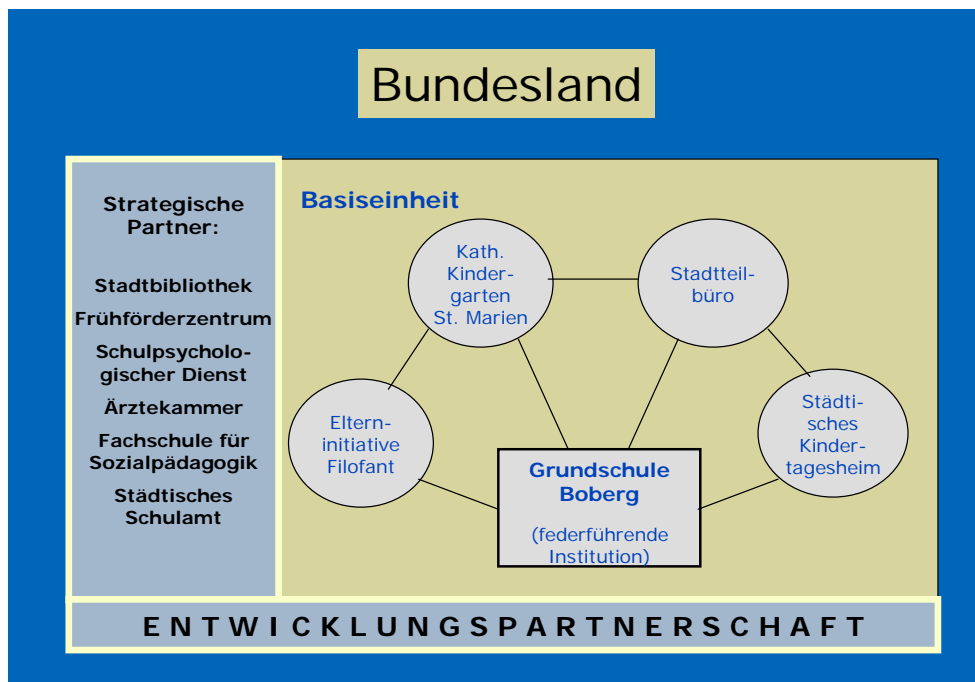 Bundesland
Strategische
Partner:
Stadtbibliothek
Frühförderzentrum
Schulpsycholo-
gischer Dienst
Ärztekammer
Fachschule für
Sozialpädagogik
Städtisches
Schulamt
Basiseinheit
Kath.
Kinder-
garten
St. Marien
Stadtteil-
büro
Eltern-
initiative
Filofant
Städti-
sches
Kinder-
tagesheim
Grundschule
Boberg
(federführende
Institution)
ENTWICKLUNGSPARTNERSCHAFT